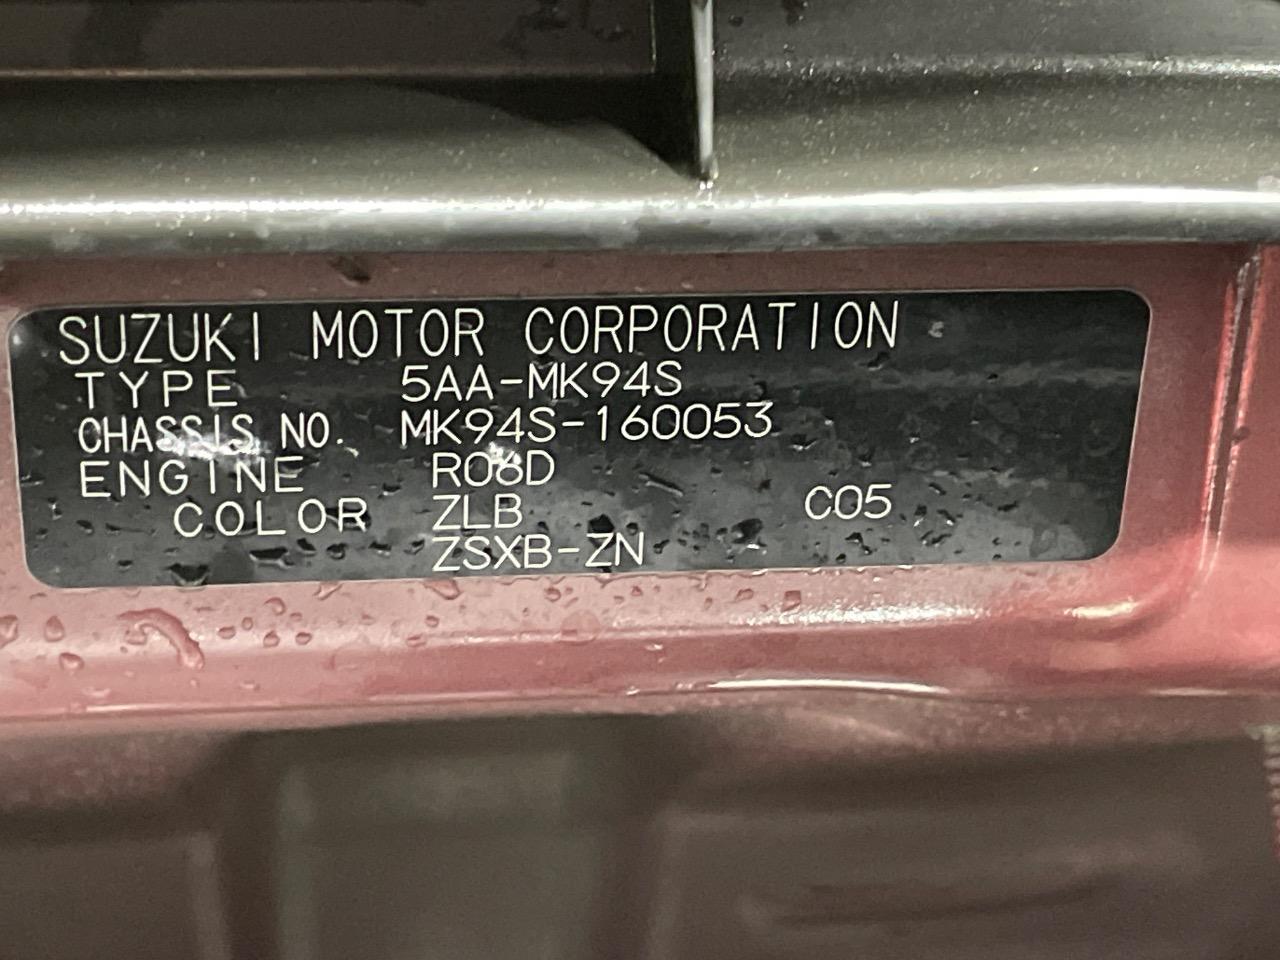 SUZUKI MOTOR CORPORATION
TYPE 5AA-MK94S
CHASSIS NO. MK94S-160053
ENGINE R06D
COLOR ZLB C05
ZSXB-ZN